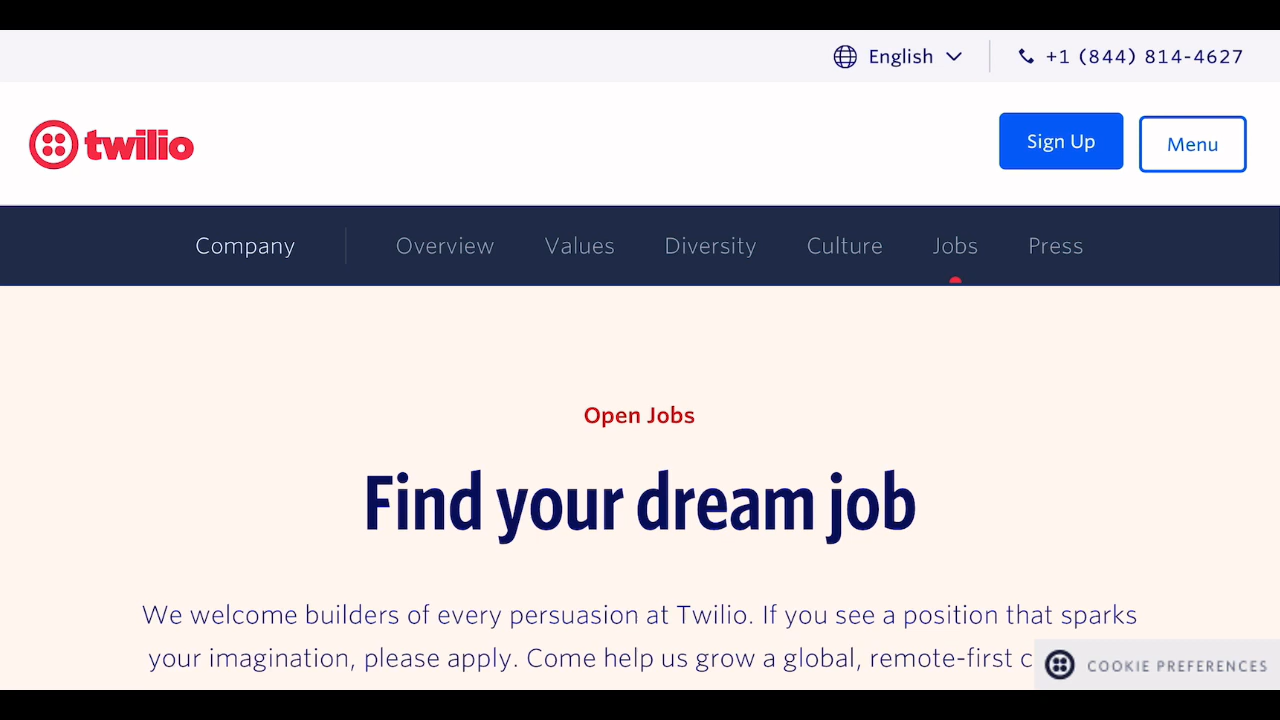 English
+1 (844) 814-4627
twilio
Sign Up
Menu
Company
Overview
Values
Diversity
Culture
Jobs
Press
Open Jobs
Find your dream job
We welcome builders of every persuasion at Twilio. If you see a position that sparks
your imagination, please apply. Come help us grow a global, remote-first c
COOKIE PREFERENCES